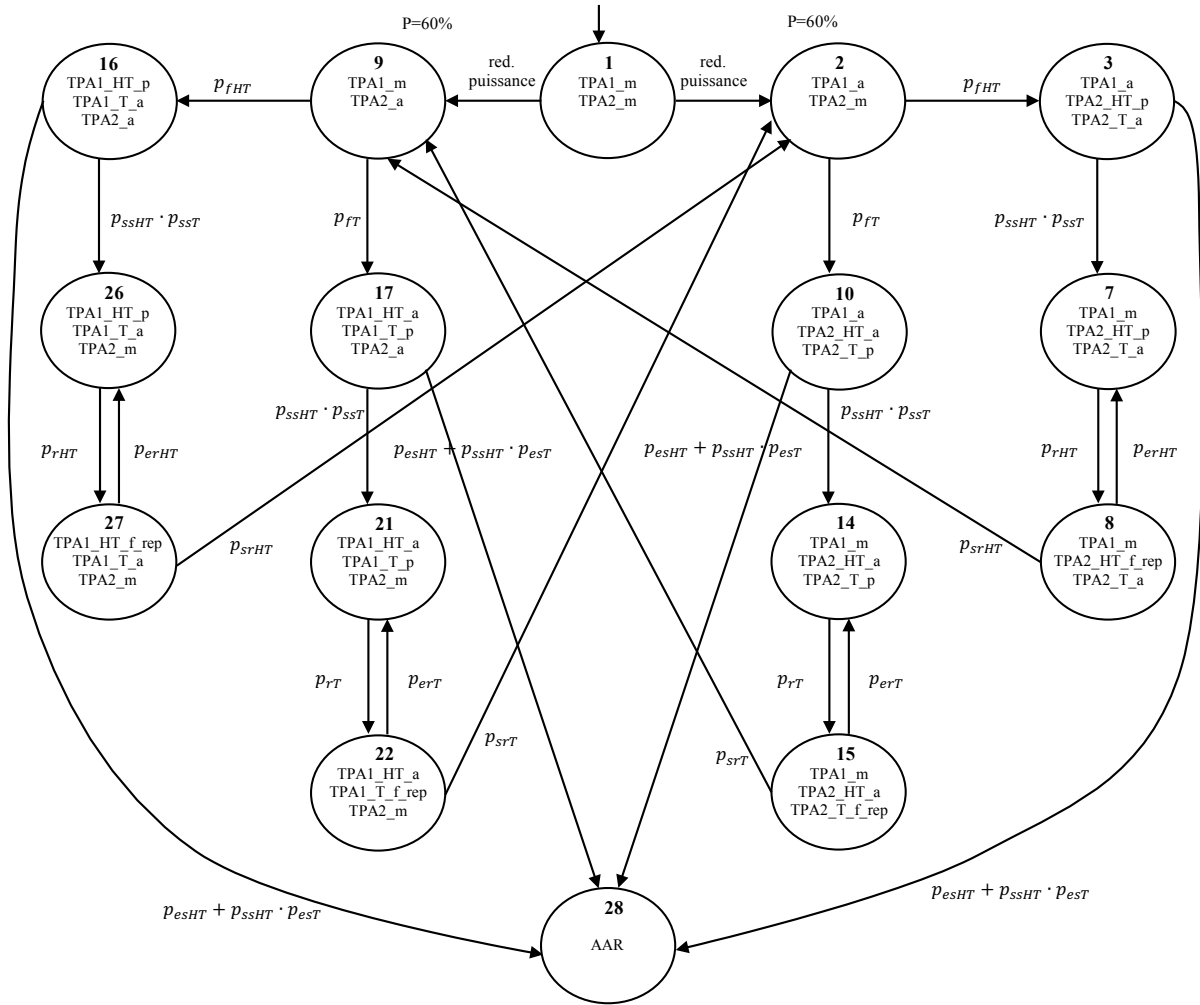 P=60%
P=60%
16
TPA1_HT_p
TPA1_T_a
TPA2_a
p_{fHT}
9
TPA1_m
TPA2_a
red.
puissance
1
TPA1_m
TPA2_m
red.
puissance
2
TPA1_a
TPA2_m
p_{fHT}
3
TPA1_a
TPA2_HT_p
TPA2_T_a
p_{ssHT} · p_{ssT}
p_{fT}
p_{fT}
p_{ssHT} · p_{ssT}
26
TPA1_HT_p
TPA1_T_a
TPA2_m
17
TPA1_HT_a
TPA1_T_p
TPA2_a
10
TPA1_a
TPA2_HT_a
TPA2_T_p
7
TPA1_m
TPA2_HT_p
TPA2_T_a
p_{ssHT} · p_{ssT}
p_{ssHT} · p_{ssT}
p_{rHT}
p_{erHT}
p_{esHT} + p_{ssHT} · p_{esT}
p_{esHT} + p_{ssHT} · p_{esT}
p_{rHT}
p_{erHT}
27
TPA1_HT_f_rep
TPA1_T_a
TPA2_m
p_{srHT}
21
TPA1_HT_a
TPA1_T_p
TPA2_m
14
TPA1_m
TPA2_HT_a
TPA2_T_p
p_{srHT}
8
TPA1_m
TPA2_HT_f_rep
TPA2_T_a
p_{rT}
p_{erT}
p_{rT}
p_{erT}
p_{srT}
p_{srT}
22
TPA1_HT_a
TPA1_T_f_rep
TPA2_m
15
TPA1_m
TPA2_HT_a
TPA2_T_f_rep
p_{esHT} + p_{ssHT} · p_{esT}
28
AAR
p_{esHT} + p_{ssHT} · p_{esT}